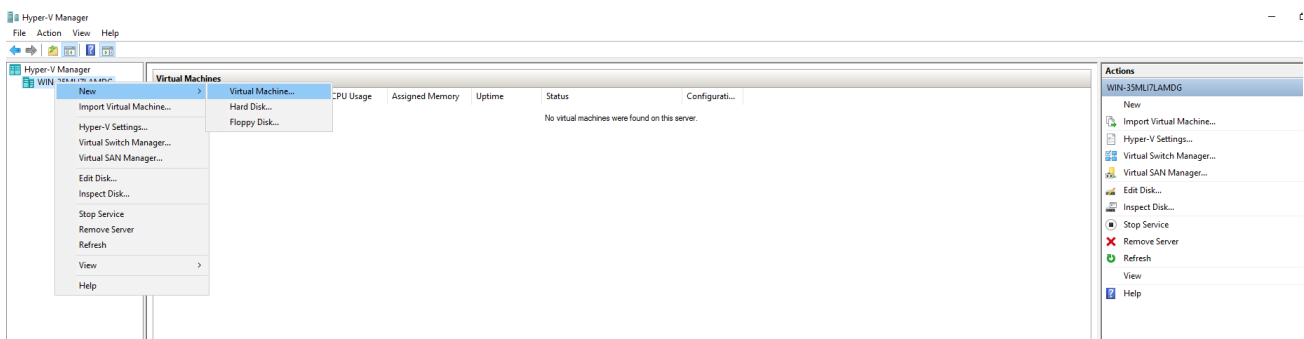 Hyper-V Manager
File Action View Help
Hyper-V Manager
New
Virtual Machine...
Import Virtual Machine...
Hard Disk...
Floppy Disk...
Hyper-V Settings...
Virtual Switch Manager...
Virtual SAN Manager...
Edit Disk...
Inspect Disk...
Stop Service
Remove Server
Refresh
View
Help
Virtual Machines
CPU Usage Assigned Memory Uptime Status Configurati...
No virtual machines were found on this server.
Actions
WIN-35MLI7LAMDG
New
Import Virtual Machine...
Hyper-V Settings...
Virtual Switch Manager...
Virtual SAN Manager...
Edit Disk...
Inspect Disk...
Stop Service
Remove Server
Refresh
View
Help